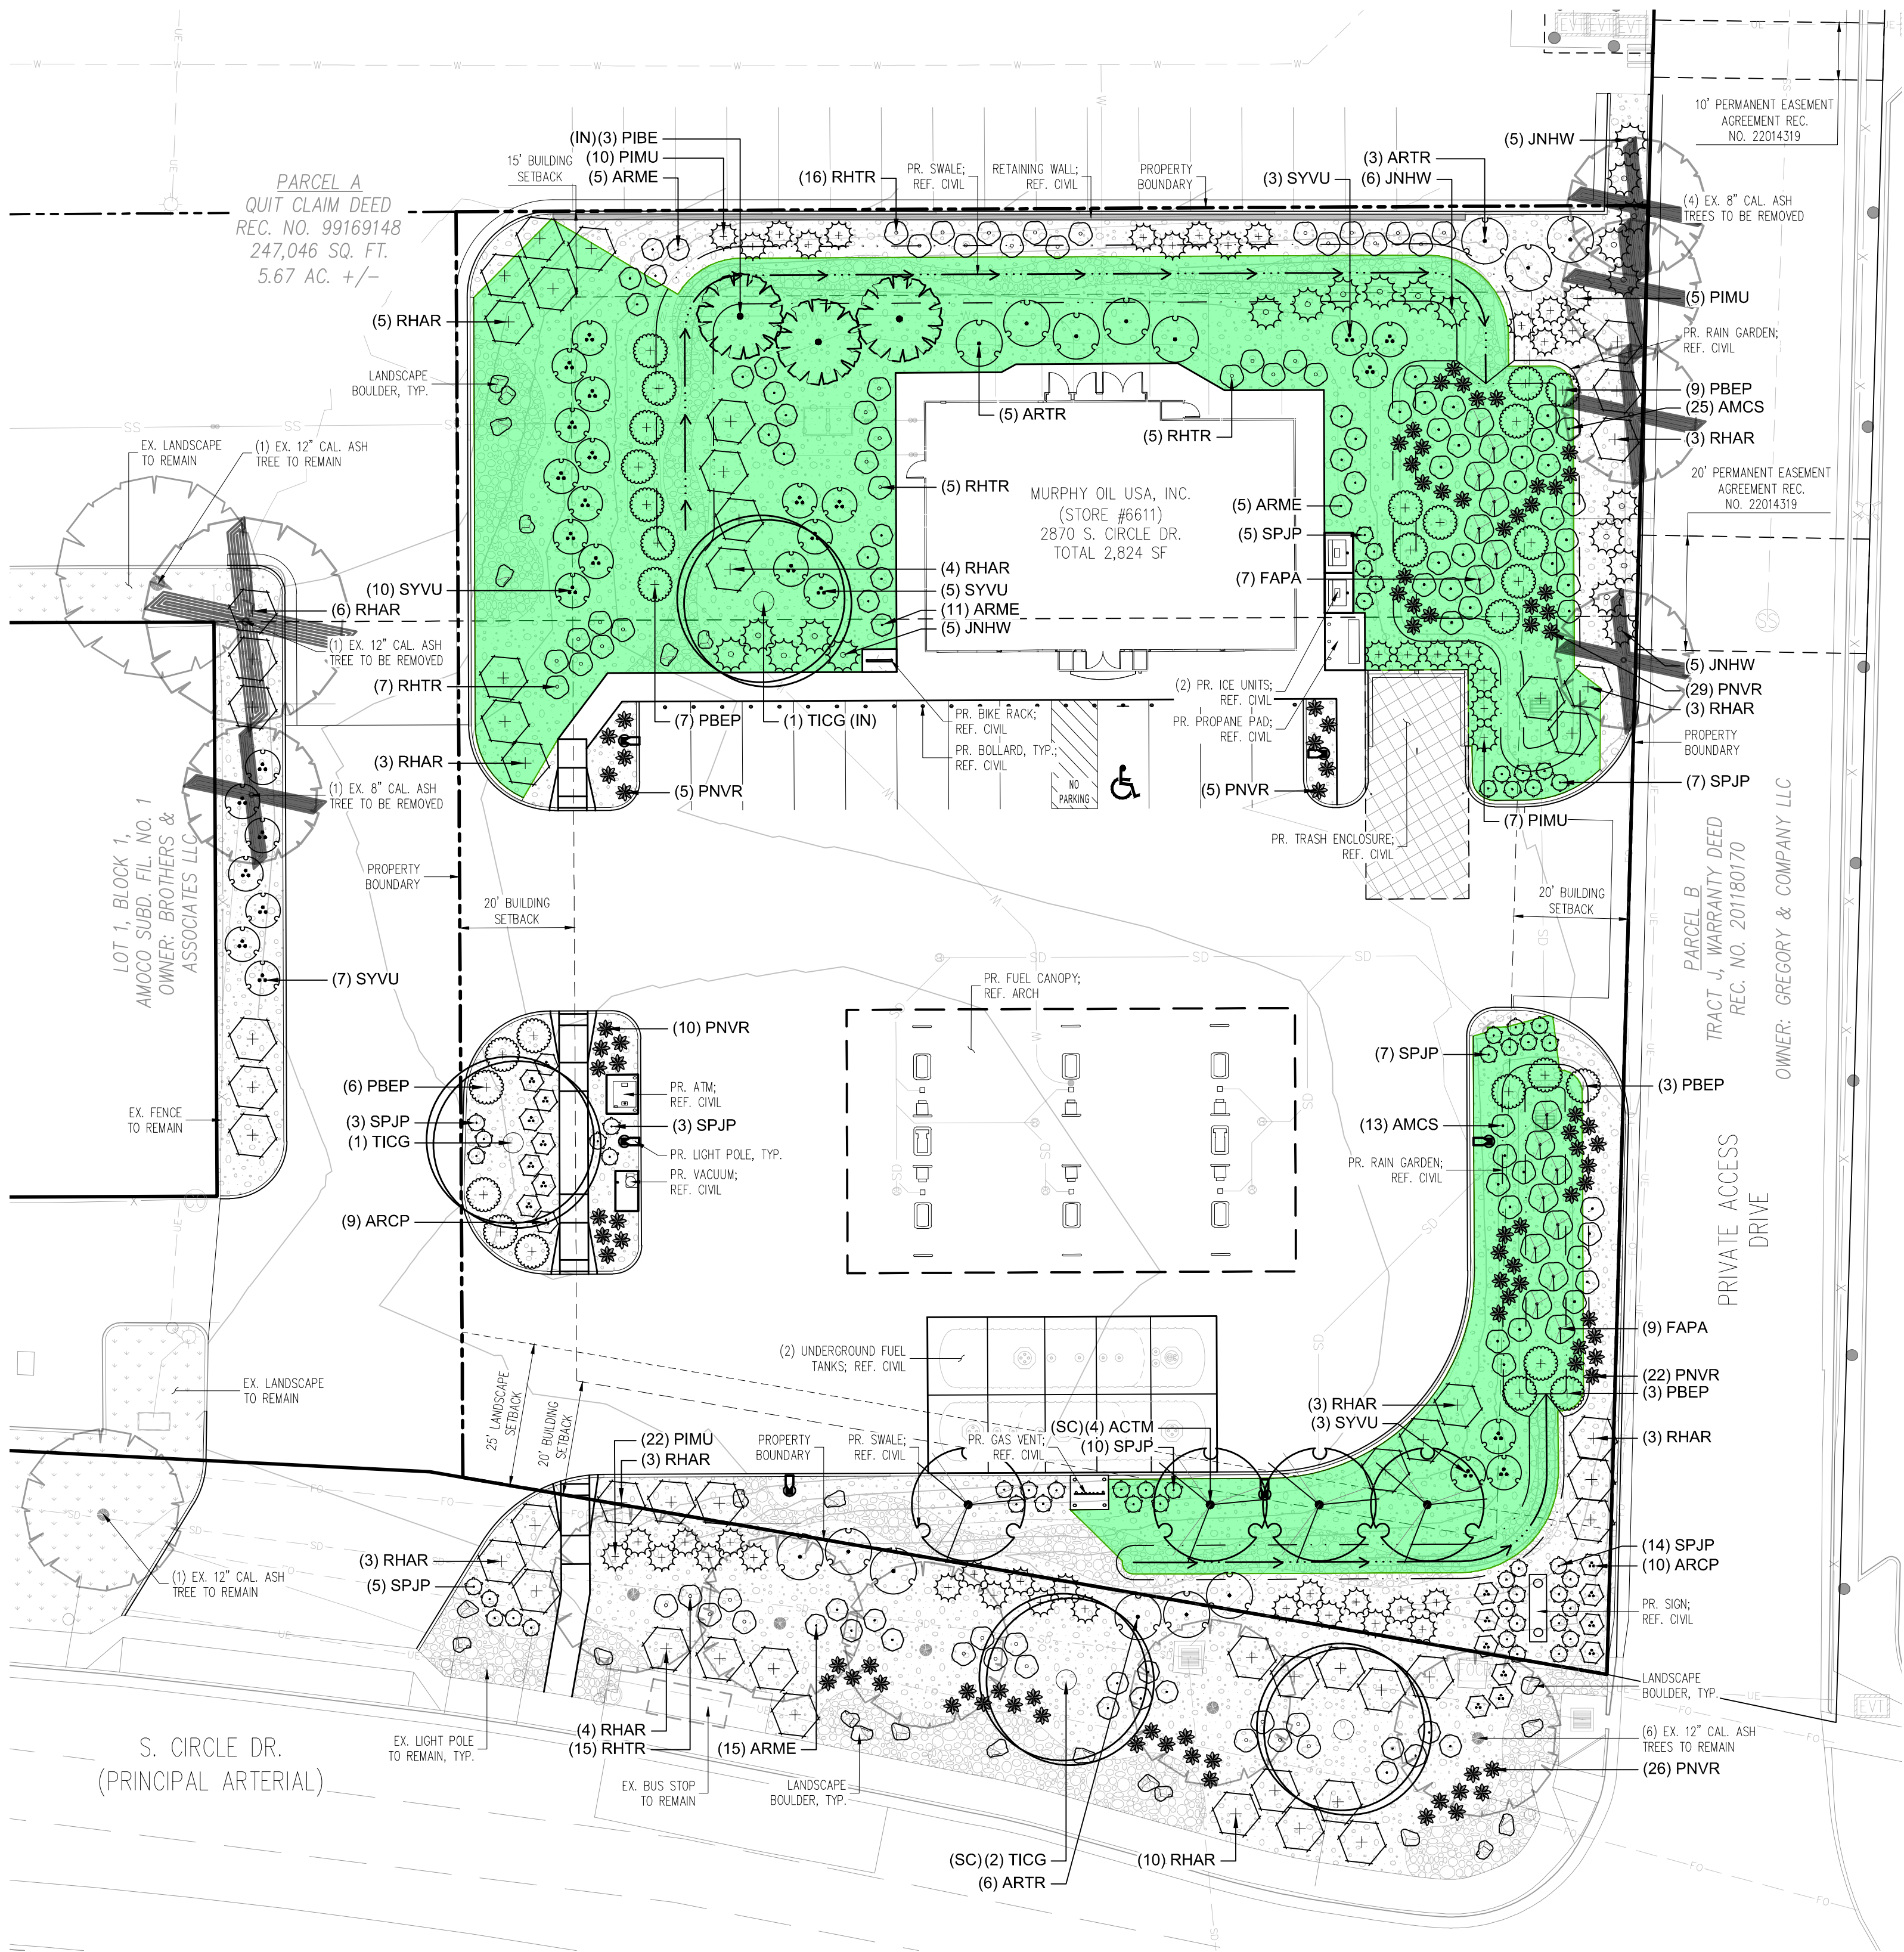 10' PERMANENT EASEMENT
AGREEMENT REC.
NO. 22014319
(IN)(3) PIBE
(10) PIMU
(5) ARME
15' BUILDING
SETBACK
(16) RHTR
PR. SWALE;
REF. CIVIL
RETAINING WALL;
REF. CIVIL
PROPERTY
BOUNDARY
(3) SYVU
(3) ARTR
(6) JNHW
(5) JNHW
PARCEL A
QUIT CLAIM DEED
REC. NO. 99169148
247,046 SQ. FT.
5.67 AC. +/-
(4) EX. 8" CAL. ASH
TREES TO BE REMOVED
(5) PIMU
(5) RHAR
PR. RAIN GARDEN;
REF. CIVIL
LANDSCAPE
BOULDER, TYP.
(9) PBEP
(25) AMCS
(3) RHAR
(5) ARTR
(5) RHTR
EX. LANDSCAPE
TO REMAIN
(1) EX. 12" CAL. ASH
TREE TO REMAIN
20' PERMANENT EASEMENT
AGREEMENT REC.
NO. 22014319
(5) RHTR
MURPHY OIL USA, INC.
(STORE #6611)
2870 S. CIRCLE DR.
TOTAL 2,824 SF
(5) ARME
(5) SPJP
(7) FAPA
(4) RHAR
(5) SYVU
(11) ARME
(5) JNHW
(10) SYVU
(6) RHAR
(1) EX. 12" CAL. ASH
TREE TO BE REMOVED
(7) RHTR
(5) JNHW
(29) PNVR
(3) RHAR
(2) PR. ICE UNITS;
REF. CIVIL
PR. PROPANE PAD;
REF. CIVIL
(7) PBEP
(1) TICG (IN)
PR. BIKE RACK;
REF. CIVIL
PR. BOLLARD, TYP.;
REF. CIVIL
PROPERTY
BOUNDARY
(3) RHAR
(1) EX. 8" CAL. ASH
TREE TO BE REMOVED
(5) PNVR
NO
PARKING
(5) PNVR
(7) SPJP
(7) PIMU
PR. TRASH ENCLOSURE;
REF. CIVIL
LOT 1, BLOCK 1,
AMOCO SUBD. FIL. NO. 1
OWNER: BROTHERS &
ASSOCIATES LLC
PROPERTY
BOUNDARY
20' BUILDING
SETBACK
20' BUILDING
SETBACK
PARCEL B
TRACT J, WARRANTY DEED
REC. NO. 201180170
OWNER: GREGORY & COMPANY LLC
(7) SYVU
PR. FUEL CANOPY;
REF. ARCH
(10) PNVR
(7) SPJP
(6) PBEP
PR. ATM;
REF. CIVIL
(3) PBEP
EX. FENCE
TO REMAIN
(3) SPJP
(1) TICG
(3) SPJP
(13) AMCS
PR. LIGHT POLE, TYP.
PR. VACUUM;
REF. CIVIL
PR. RAIN GARDEN;
REF. CIVIL
(9) ARCP
PRIVATE ACCESS
DRIVE
(9) FAPA
(2) UNDERGROUND FUEL
TANKS; REF. CIVIL
(22) PNVR
(3) PBEP
EX. LANDSCAPE
TO REMAIN
25' LANDSCAPE
SETBACK
20' BUILDING
SETBACK
(3) RHAR
(3) SYVU
(SC)(4) ACTM
(10) SPJP
(3) RHAR
(22) PIMU
(3) RHAR
PROPERTY
BOUNDARY
PR. SWALE;
REF. CIVIL
PR. GAS VENT;
REF. CIVIL
(3) RHAR
(5) SPJP
(1) EX. 12" CAL. ASH
TREE TO REMAIN
(14) SPJP
(10) ARCP
PR. SIGN;
REF. CIVIL
LANDSCAPE
BOULDER, TYP.
S. CIRCLE DR.
(PRINCIPAL ARTERIAL)
EX. LIGHT POLE
TO REMAIN, TYP.
(4) RHAR
(15) RHTR
(15) ARME
(6) EX. 12" CAL. ASH
TREES TO REMAIN
(26) PNVR
EX. BUS STOP
TO REMAIN
LANDSCAPE
BOULDER, TYP.
(SC)(2) TICG
(6) ARTR
(10) RHAR